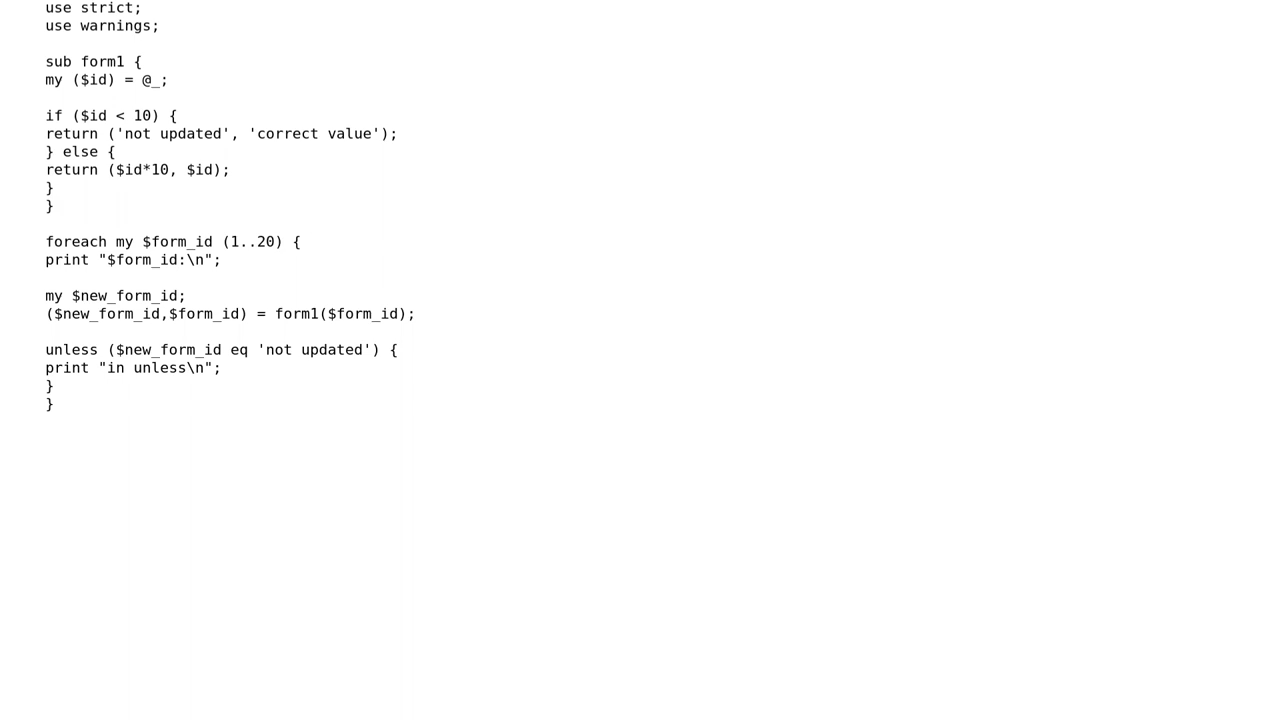 use strict;
use warnings;
sub form1 {
my ($id) = @_;
if ($id < 10) {
return ('not updated', 'correct value');
} else {
return ($id*10, $id);
}
}
foreach my $form_id (1..20) {
print "$form_id:\n";
my $new_form_id;
($new_form_id,$form_id) = form1($form_id);
unless ($new_form_id eq 'not updated') {
print "in unless\n";
}
}